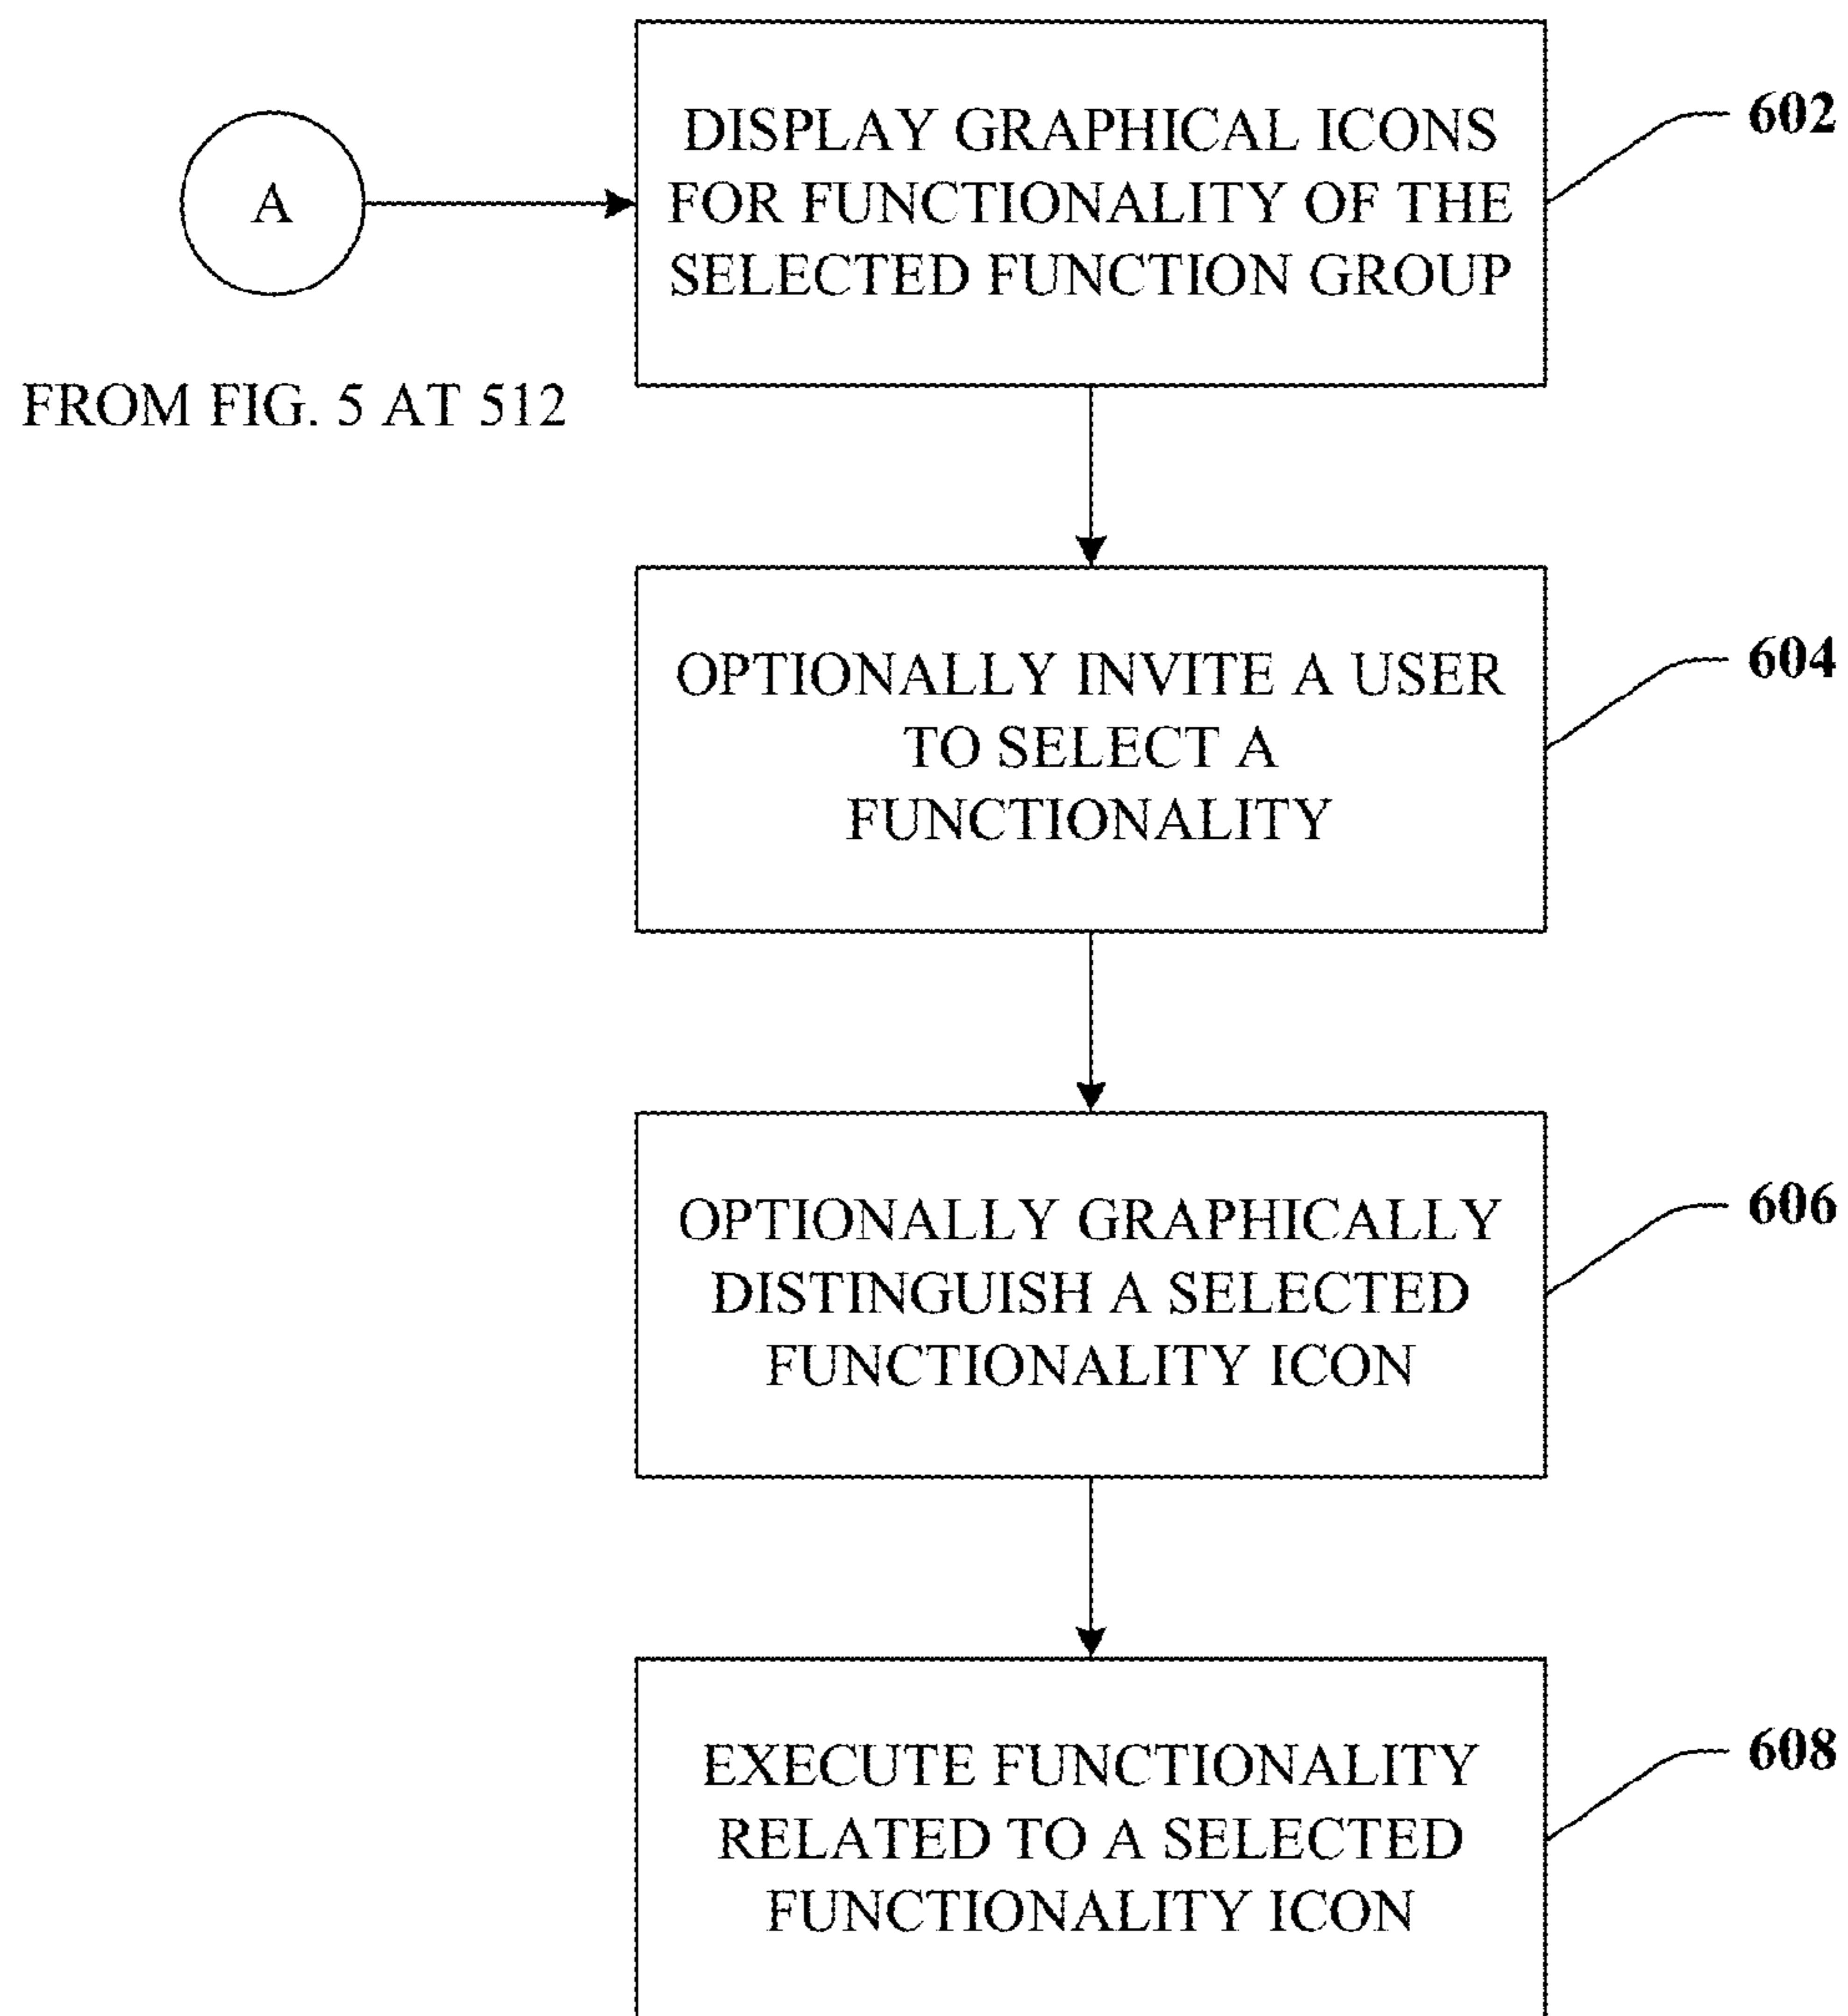 DISPLAY GRAPHICAL ICONS
FOR FUNCTIONALITY OF THE
SELECTED FUNCTION GROUP
602
A
FROM FIG. 5 AT 512
OPTIONALLY INVITE A USER
TO SELECT A
FUNCTIONALITY
604
OPTIONALLY GRAPHICALLY
DISTINGUISH A SELECTED
FUNCTIONALITY ICON
606
EXECUTE FUNCTIONALITY
RELATED TO A SELECTED
FUNCTIONALITY ICON
608